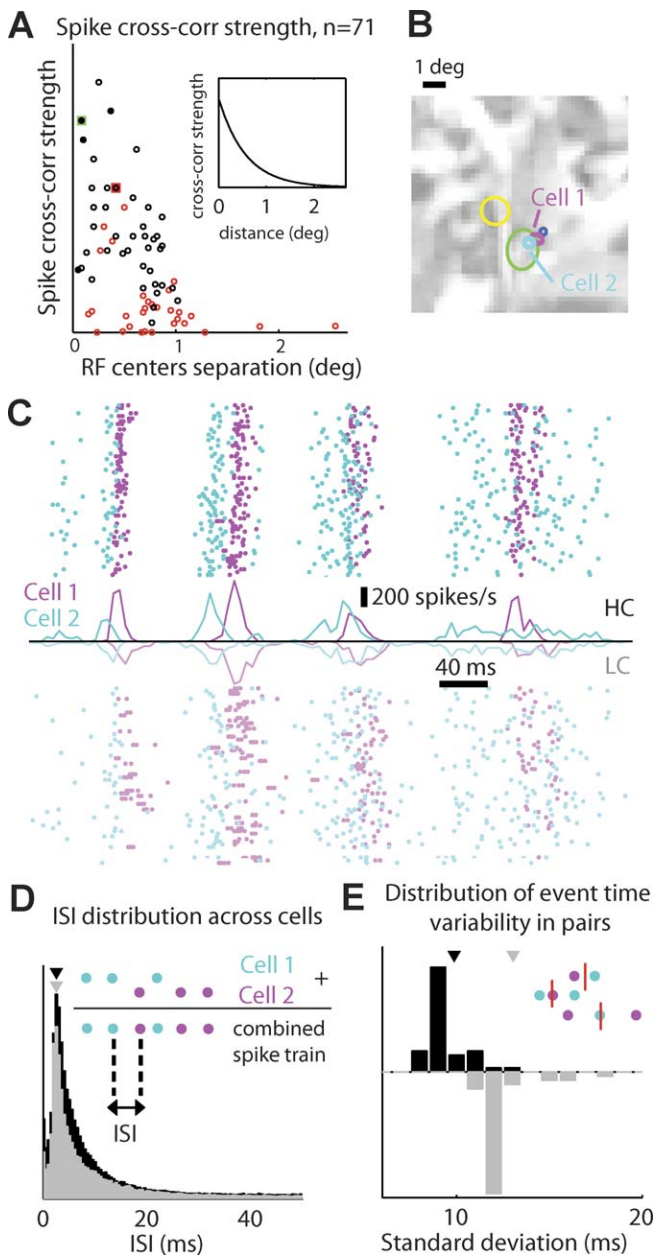 A
Spike cross-corr strength, n=71
Spike cross-corr strength
cross-corr strength
0
1
2
distance (deg)
0
1
2
RF centers separation (deg)
B
1 deg
Cell 1
Cell 2
C
Cell 1
Cell 2
200 spikes/s
HC
LC
40 ms
D
ISI distribution across cells
Cell 1
+
Cell 2
combined
spike train
ISI
0
20
40
ISI (ms)
E
Distribution of event time
variability in pairs
10
20
Standard deviation (ms)